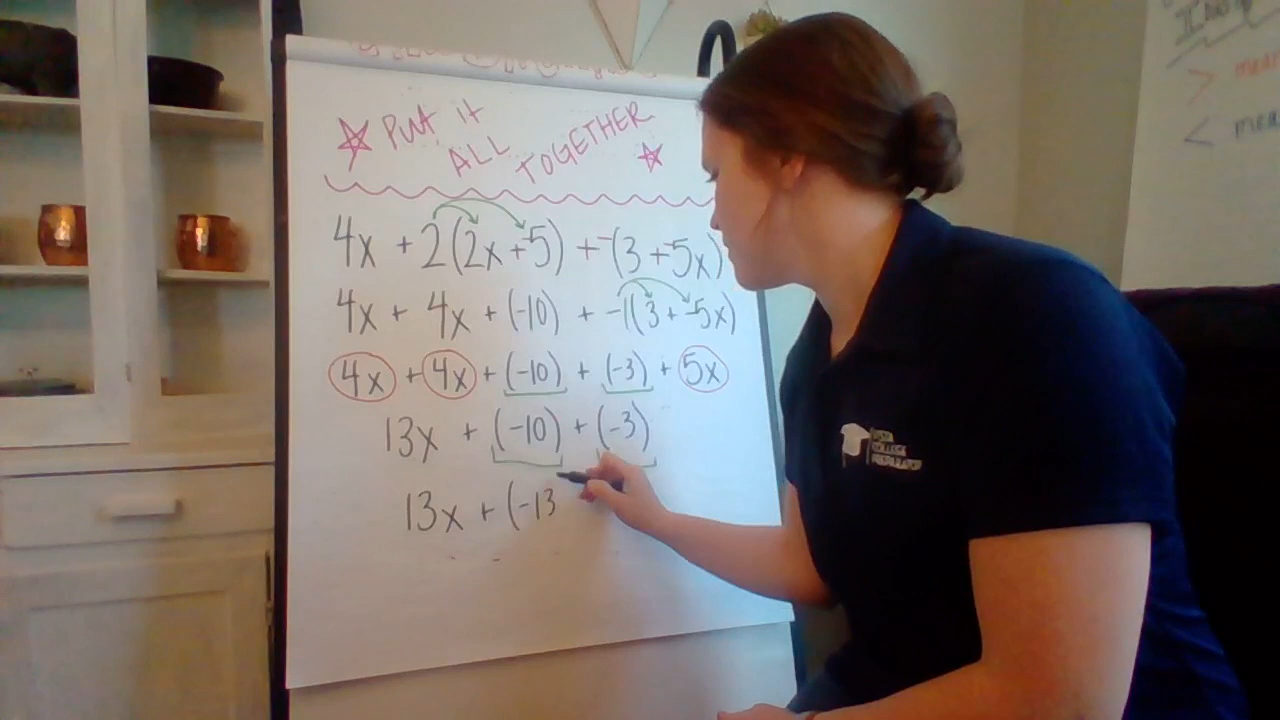 PUT it
ALL TOGETHER
4x + 2(2x + -5) + -(3 + -5x)
4x + 4x + (-10) + -1(3 + -5x)
4x + 4x + (-10) + (-3) + 5x
13x + (-10) + (-3)
13x + (-13
>
<